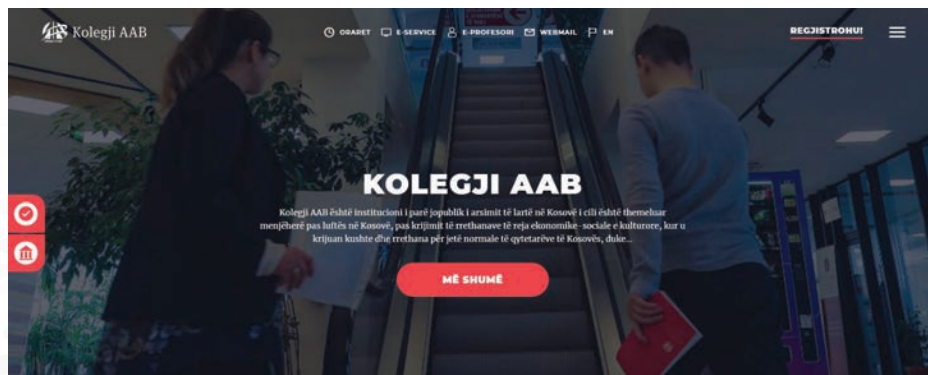 Kolegji AAB
ORARET E-SERVICE E-PROFESORI WEBMAIL EN
REGJISTROHU!
KOLEGJI AAB
Kolegji AAB është institucioni i parë jopublik i arsimit të lartë në Kosovë i cili është themeluar
menjëherë pas luftës në Kosovë, pas krijimit të rrethanave të reja ekonomike-sociale e kulturore, kur u
krijuan kushte dhe rrethana për jetë normale të qytetarëve të Kosovës, duke...
MË SHUMË